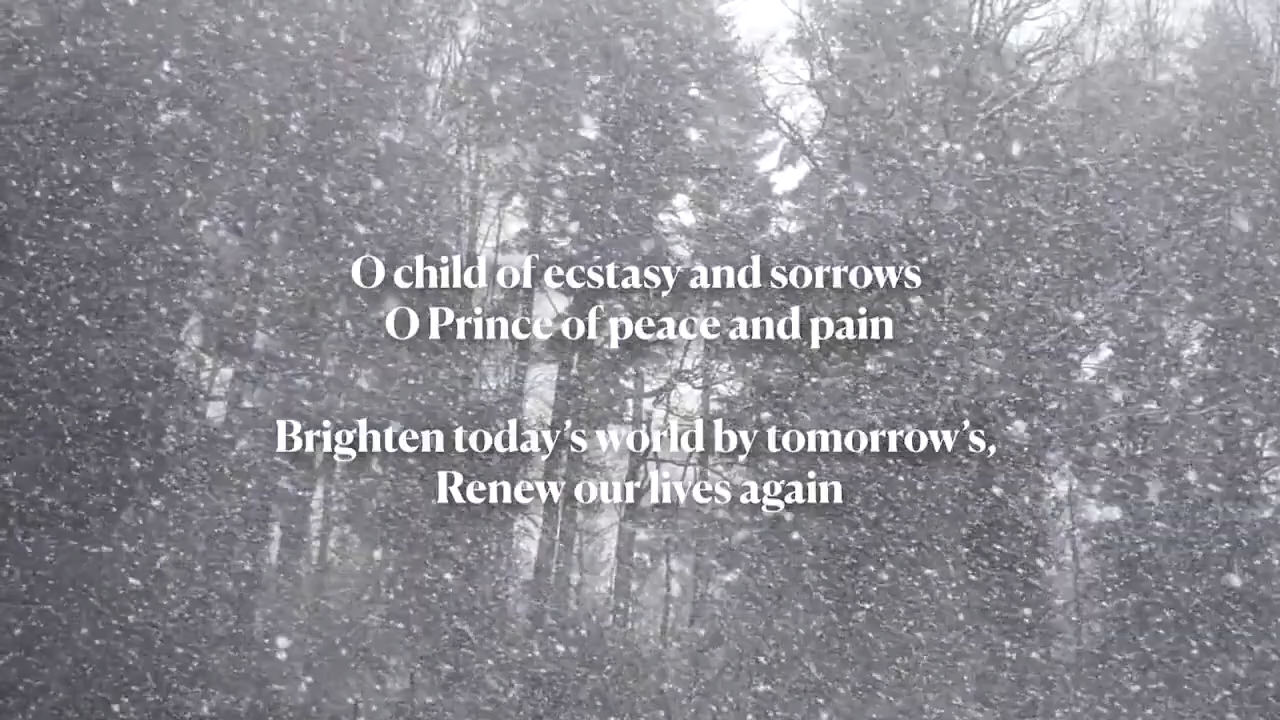 O child of ecstasy and sorrows
O Prince of peace and pain
Brighten today’s world by tomorrow’s,
Renew our lives again